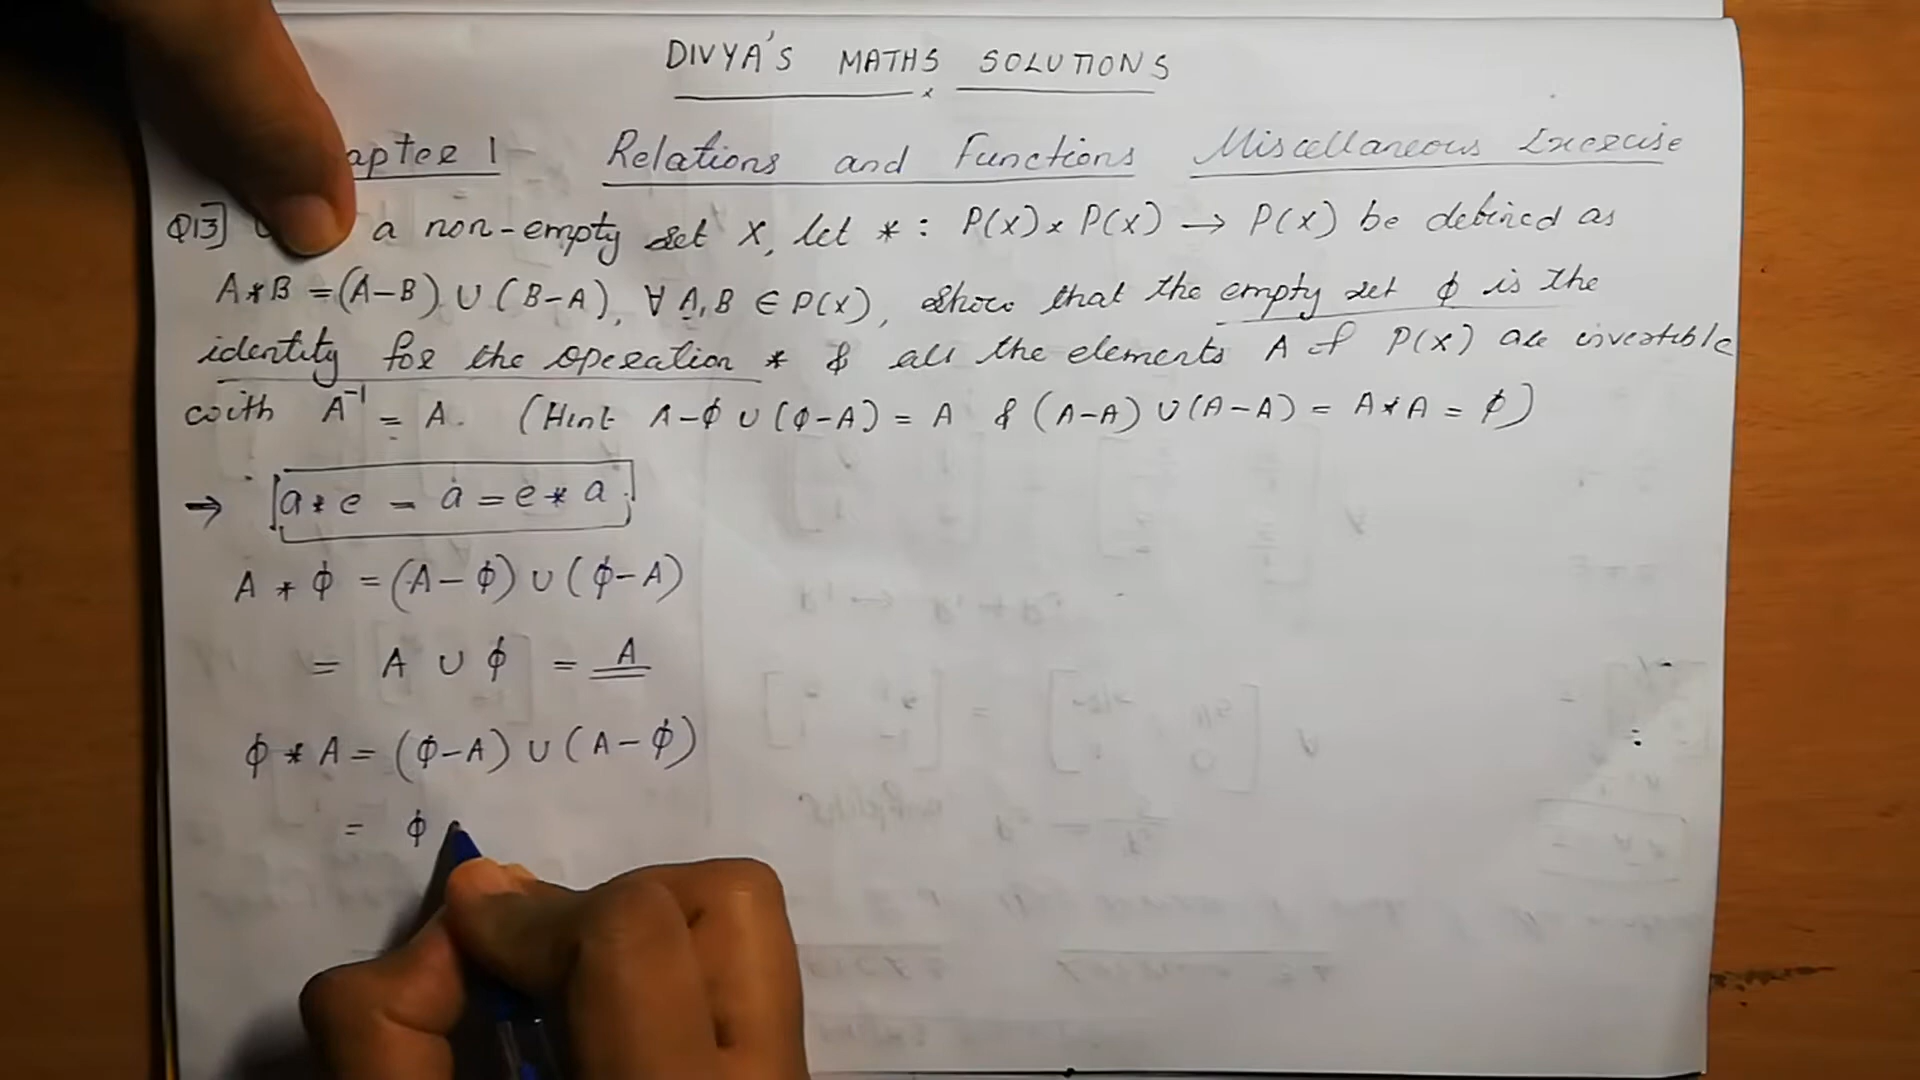 DIVYA'S MATHS SOLUTIONS
apter 1 - Relations and Functions Miscellaneous Exercise
Q13] a non-empty set X, let * : P(X) × P(X) → P(X) be defined as
A*B = (A-B) ∪ (B-A), ∀ A, B ∈ P(X), show that the empty set ϕ is the
identity for the operation * & all the elements A of P(X) are invertible
with A⁻¹ = A. (Hint A-ϕ ∪ (ϕ-A) = A & (A-A) ∪ (A-A) = A*A = ϕ)
→ a * e = a = e * a
A * ϕ = (A-ϕ) ∪ (ϕ-A)
= A ∪ ϕ = A
ϕ * A = (ϕ-A) ∪ (A-ϕ)
= ϕ